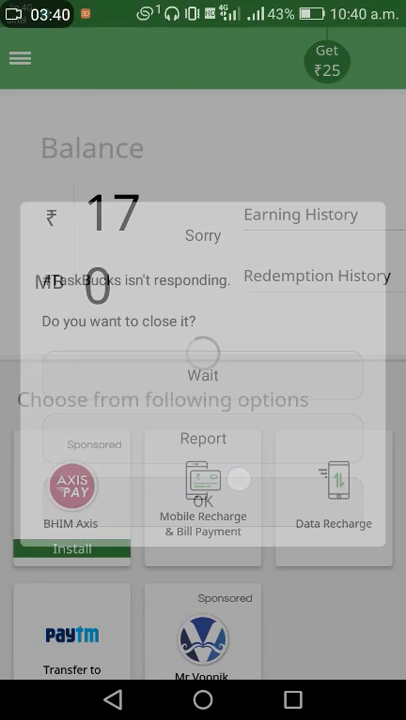 03:40
1
4G
43%
10:40 a.m.
Get
₹25
Balance
₹ 17
Earning History
Sorry
MB 0
Redemption History
#TaskBucks isn't responding.
Do you want to close it?
Wait
Choose from following options
Report
OK
Sponsored
AXIS
PAY
BHIM Axis
Install
Mobile Recharge
& Bill Payment
Data Recharge
paytm
Transfer to
Sponsored
Mr Voonik